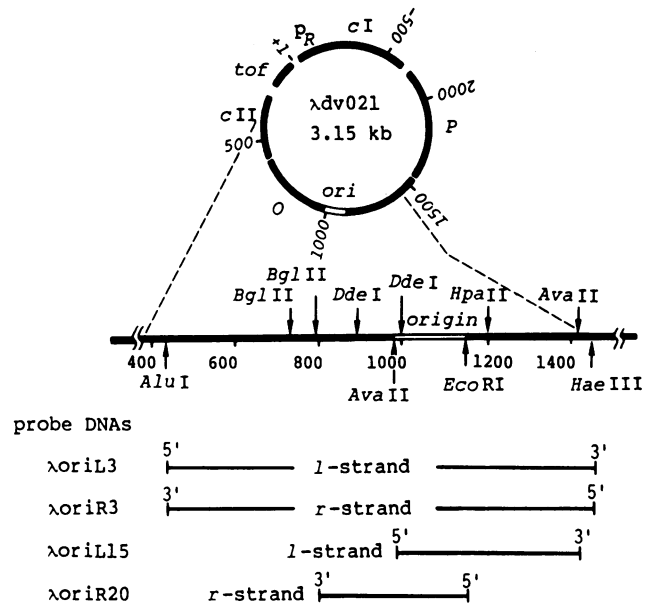 pR cI -500
+1
tof
λdv021
3.15 kb
2000
cII
500
P
ori
O
1000
1500
BglII
BglII DdeI DdeI HpaII AvaII
origin
400 600 800 1000 1200 1400
AluI AvaII EcoRI HaeIII
probe DNAs
5' 3'
λoriL3 l-strand
3' 5'
λoriR3 r-strand
5' 3'
λoriL15 l-strand
3' 5'
λoriR20 r-strand